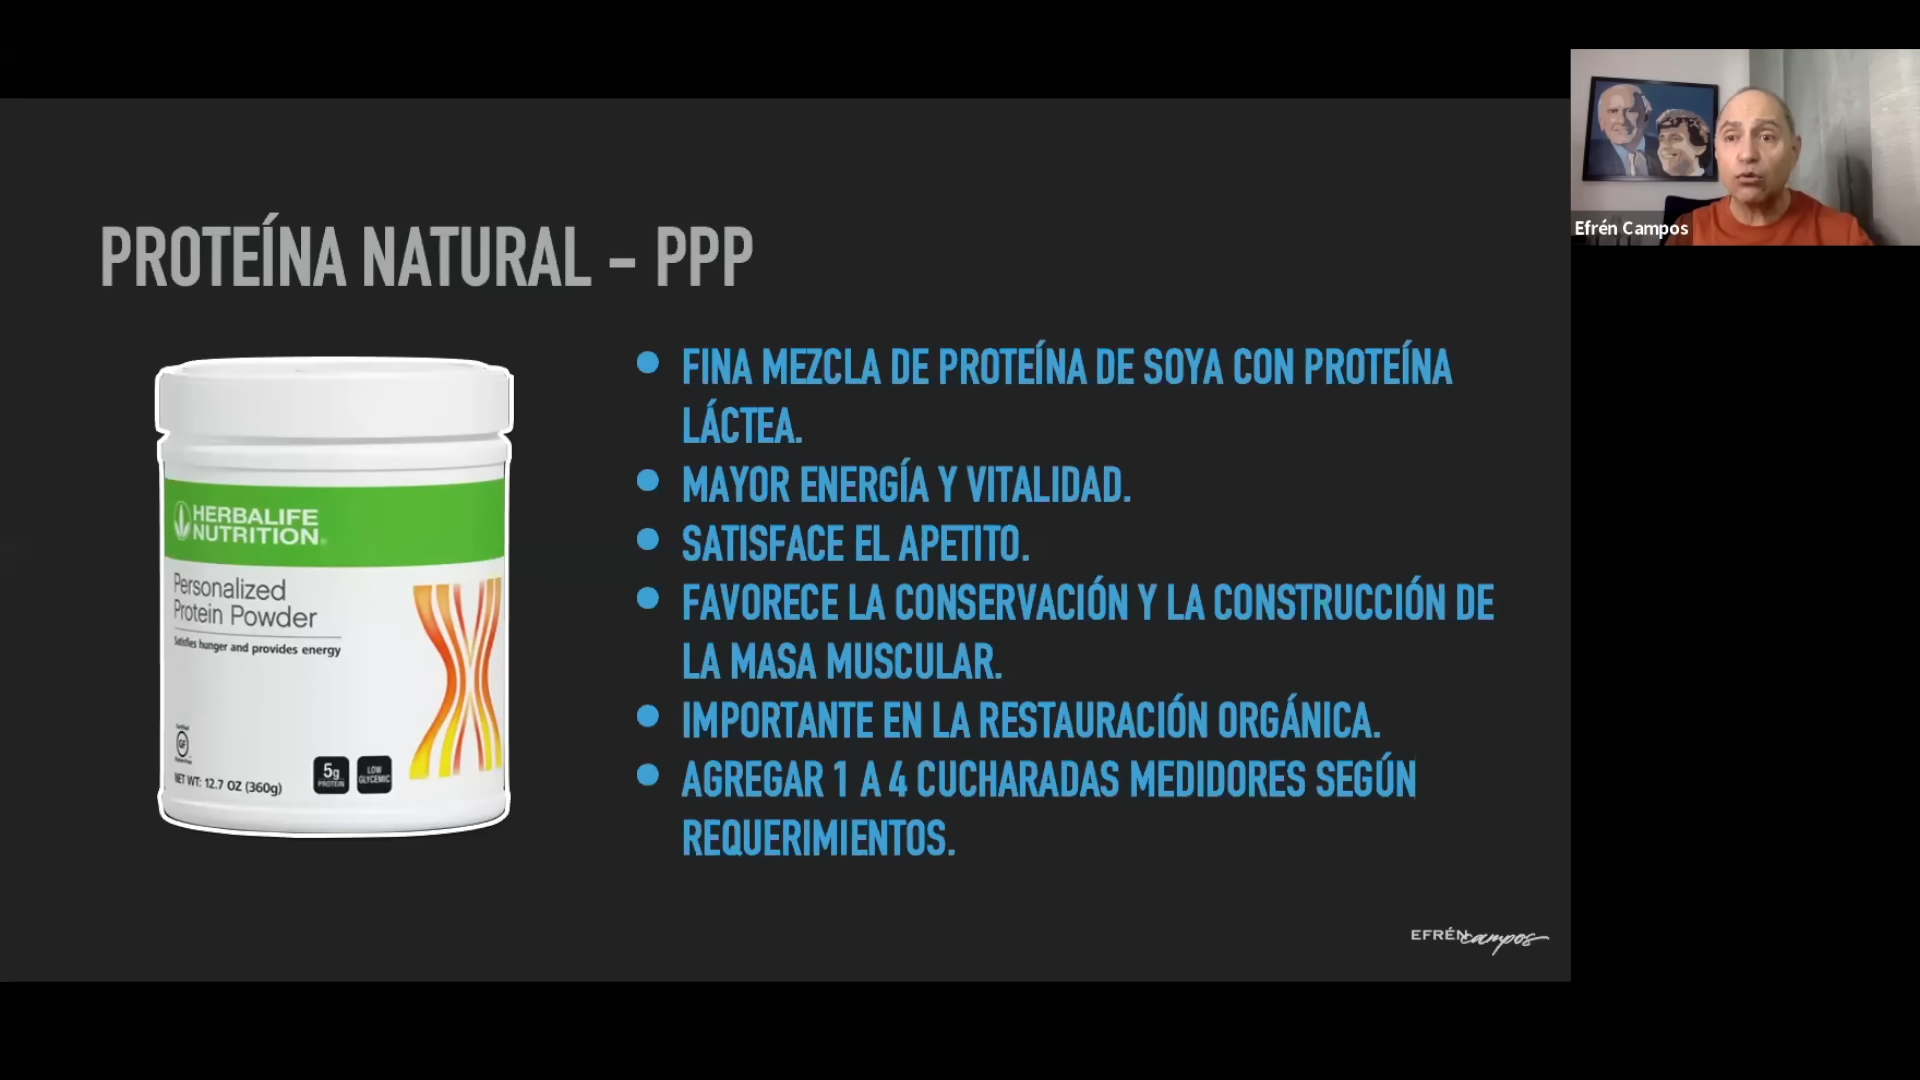 PROTEÍNA NATURAL - PPP
HERBALIFE
NUTRITION
Personalized
Protein Powder
Satisfies hunger and provides energy
GF
NET WT: 12.7 OZ (360g)
5g
PROTEIN
LOW
GLYCEMIC
• FINA MEZCLA DE PROTEÍNA DE SOYA CON PROTEÍNA
LÁCTEA.
• MAYOR ENERGÍA Y VITALIDAD.
• SATISFACE EL APETITO.
• FAVORECE LA CONSERVACIÓN Y LA CONSTRUCCIÓN DE
LA MASA MUSCULAR.
• IMPORTANTE EN LA RESTAURACIÓN ORGÁNICA.
• AGREGAR 1 A 4 CUCHARADAS MEDIDORES SEGÚN
REQUERIMIENTOS.
EFRÉN campos
Efrén Campos